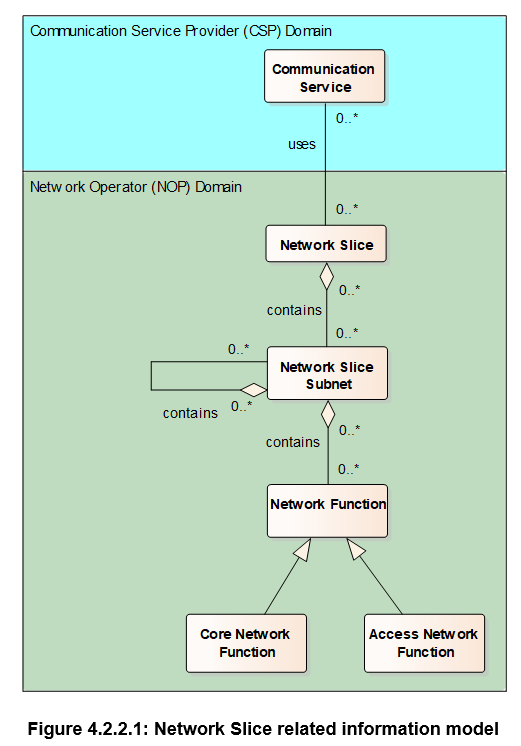 Communication Service Provider (CSP) Domain
Communication
Service
0..*
uses
Network Operator (NOP) Domain
0..*
Network Slice
0..*
contains
0..*
0..*
Network Slice
Subnet
contains
0..*
0..*
contains
0..*
Network Function
Core Network
Function
Access Network
Function
Figure 4.2.2.1: Network Slice related information model